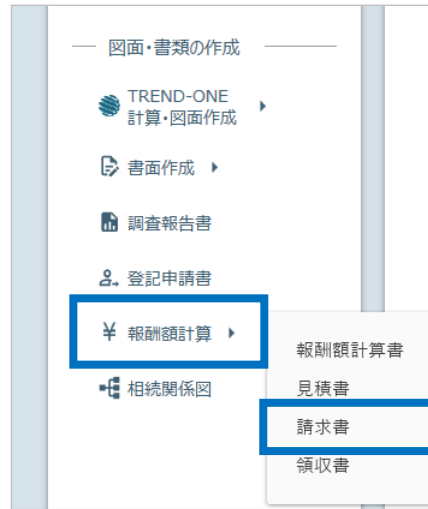 図面・書類の作成
TREND-ONE
計算・図面作成
書面作成
調査報告書
登記申請書
¥ 報酬額計算
報酬額計算書
相続関係図
見積書
請求書
領収書